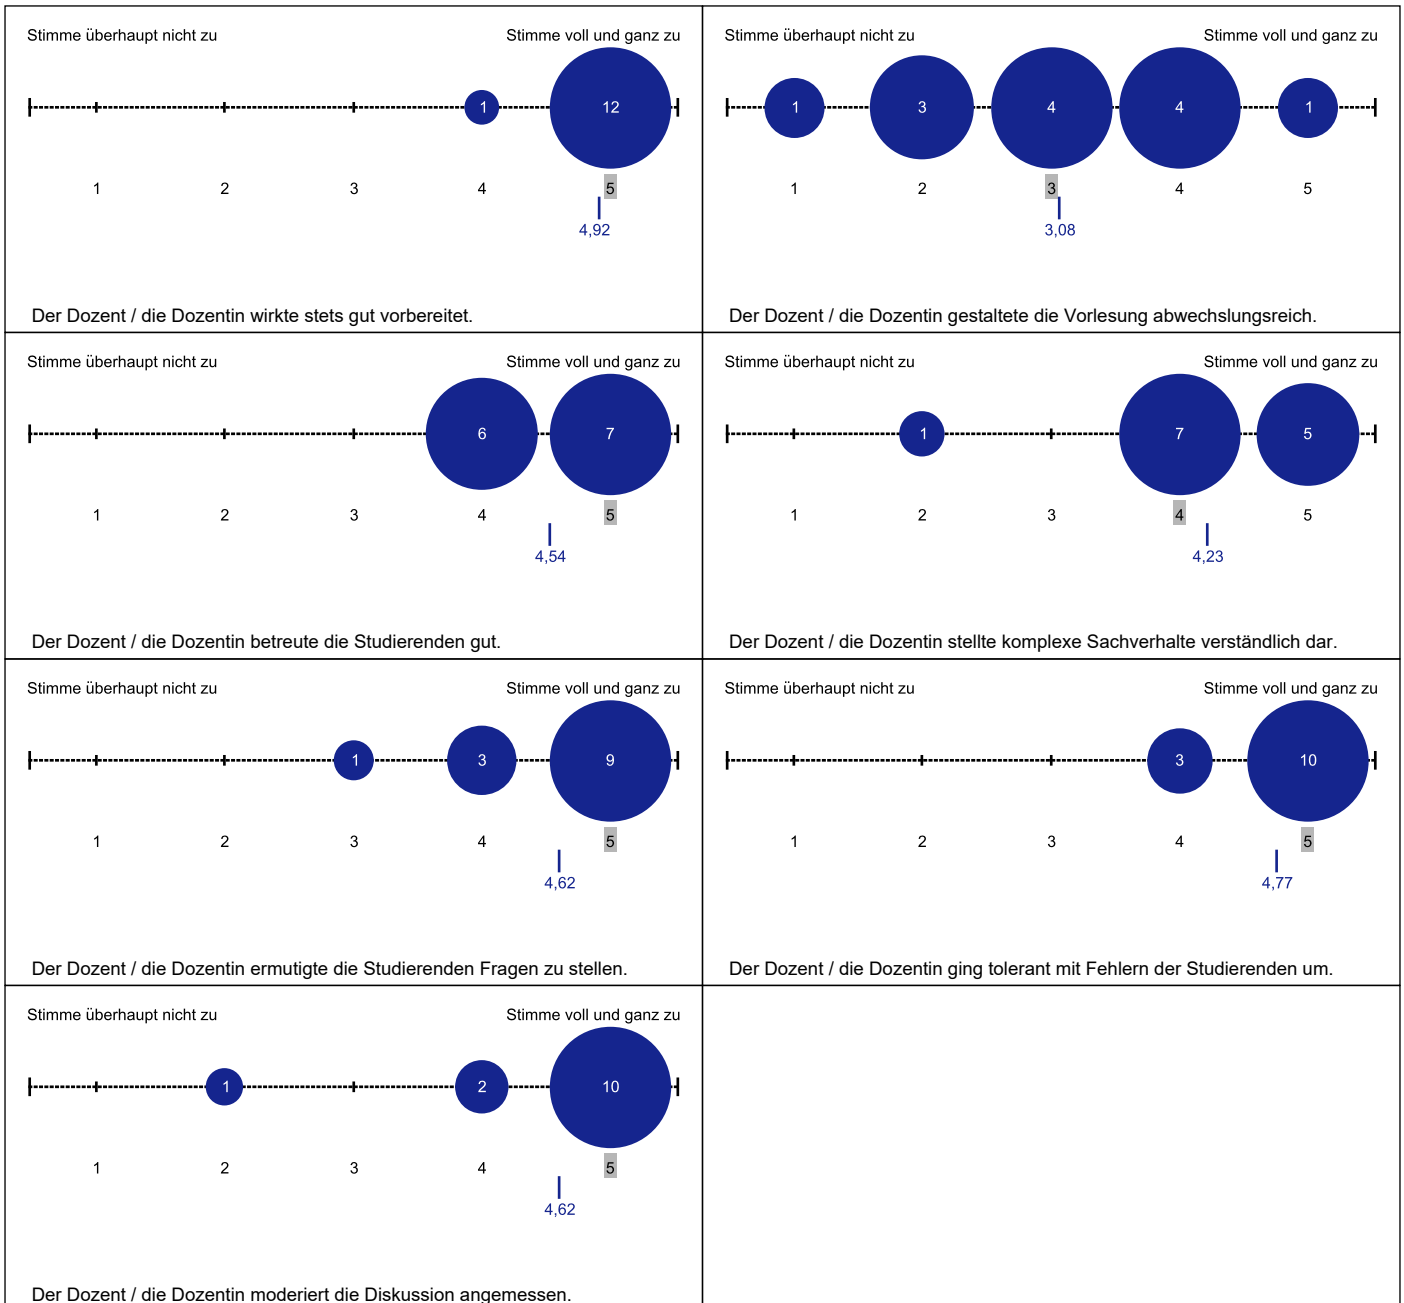 Stimme überhaupt nicht zu Stimme voll und ganz zu
1 12
1 2 3 4 5
4,92
Der Dozent / die Dozentin wirkte stets gut vorbereitet.
Stimme überhaupt nicht zu Stimme voll und ganz zu
1 3 4 4 1
1 2 3 4 5
3,08
Der Dozent / die Dozentin gestaltete die Vorlesung abwechslungsreich.
Stimme überhaupt nicht zu Stimme voll und ganz zu
6 7
1 2 3 4 5
4,54
Der Dozent / die Dozentin betreute die Studierenden gut.
Stimme überhaupt nicht zu Stimme voll und ganz zu
1 7 5
1 2 3 4 5
4,23
Der Dozent / die Dozentin stellte komplexe Sachverhalte verständlich dar.
Stimme überhaupt nicht zu Stimme voll und ganz zu
1 3 9
1 2 3 4 5
4,62
Der Dozent / die Dozentin ermutigte die Studierenden Fragen zu stellen.
Stimme überhaupt nicht zu Stimme voll und ganz zu
3 10
1 2 3 4 5
4,77
Der Dozent / die Dozentin ging tolerant mit Fehlern der Studierenden um.
Stimme überhaupt nicht zu Stimme voll und ganz zu
1 2 10
1 2 3 4 5
4,62
Der Dozent / die Dozentin moderiert die Diskussion angemessen.